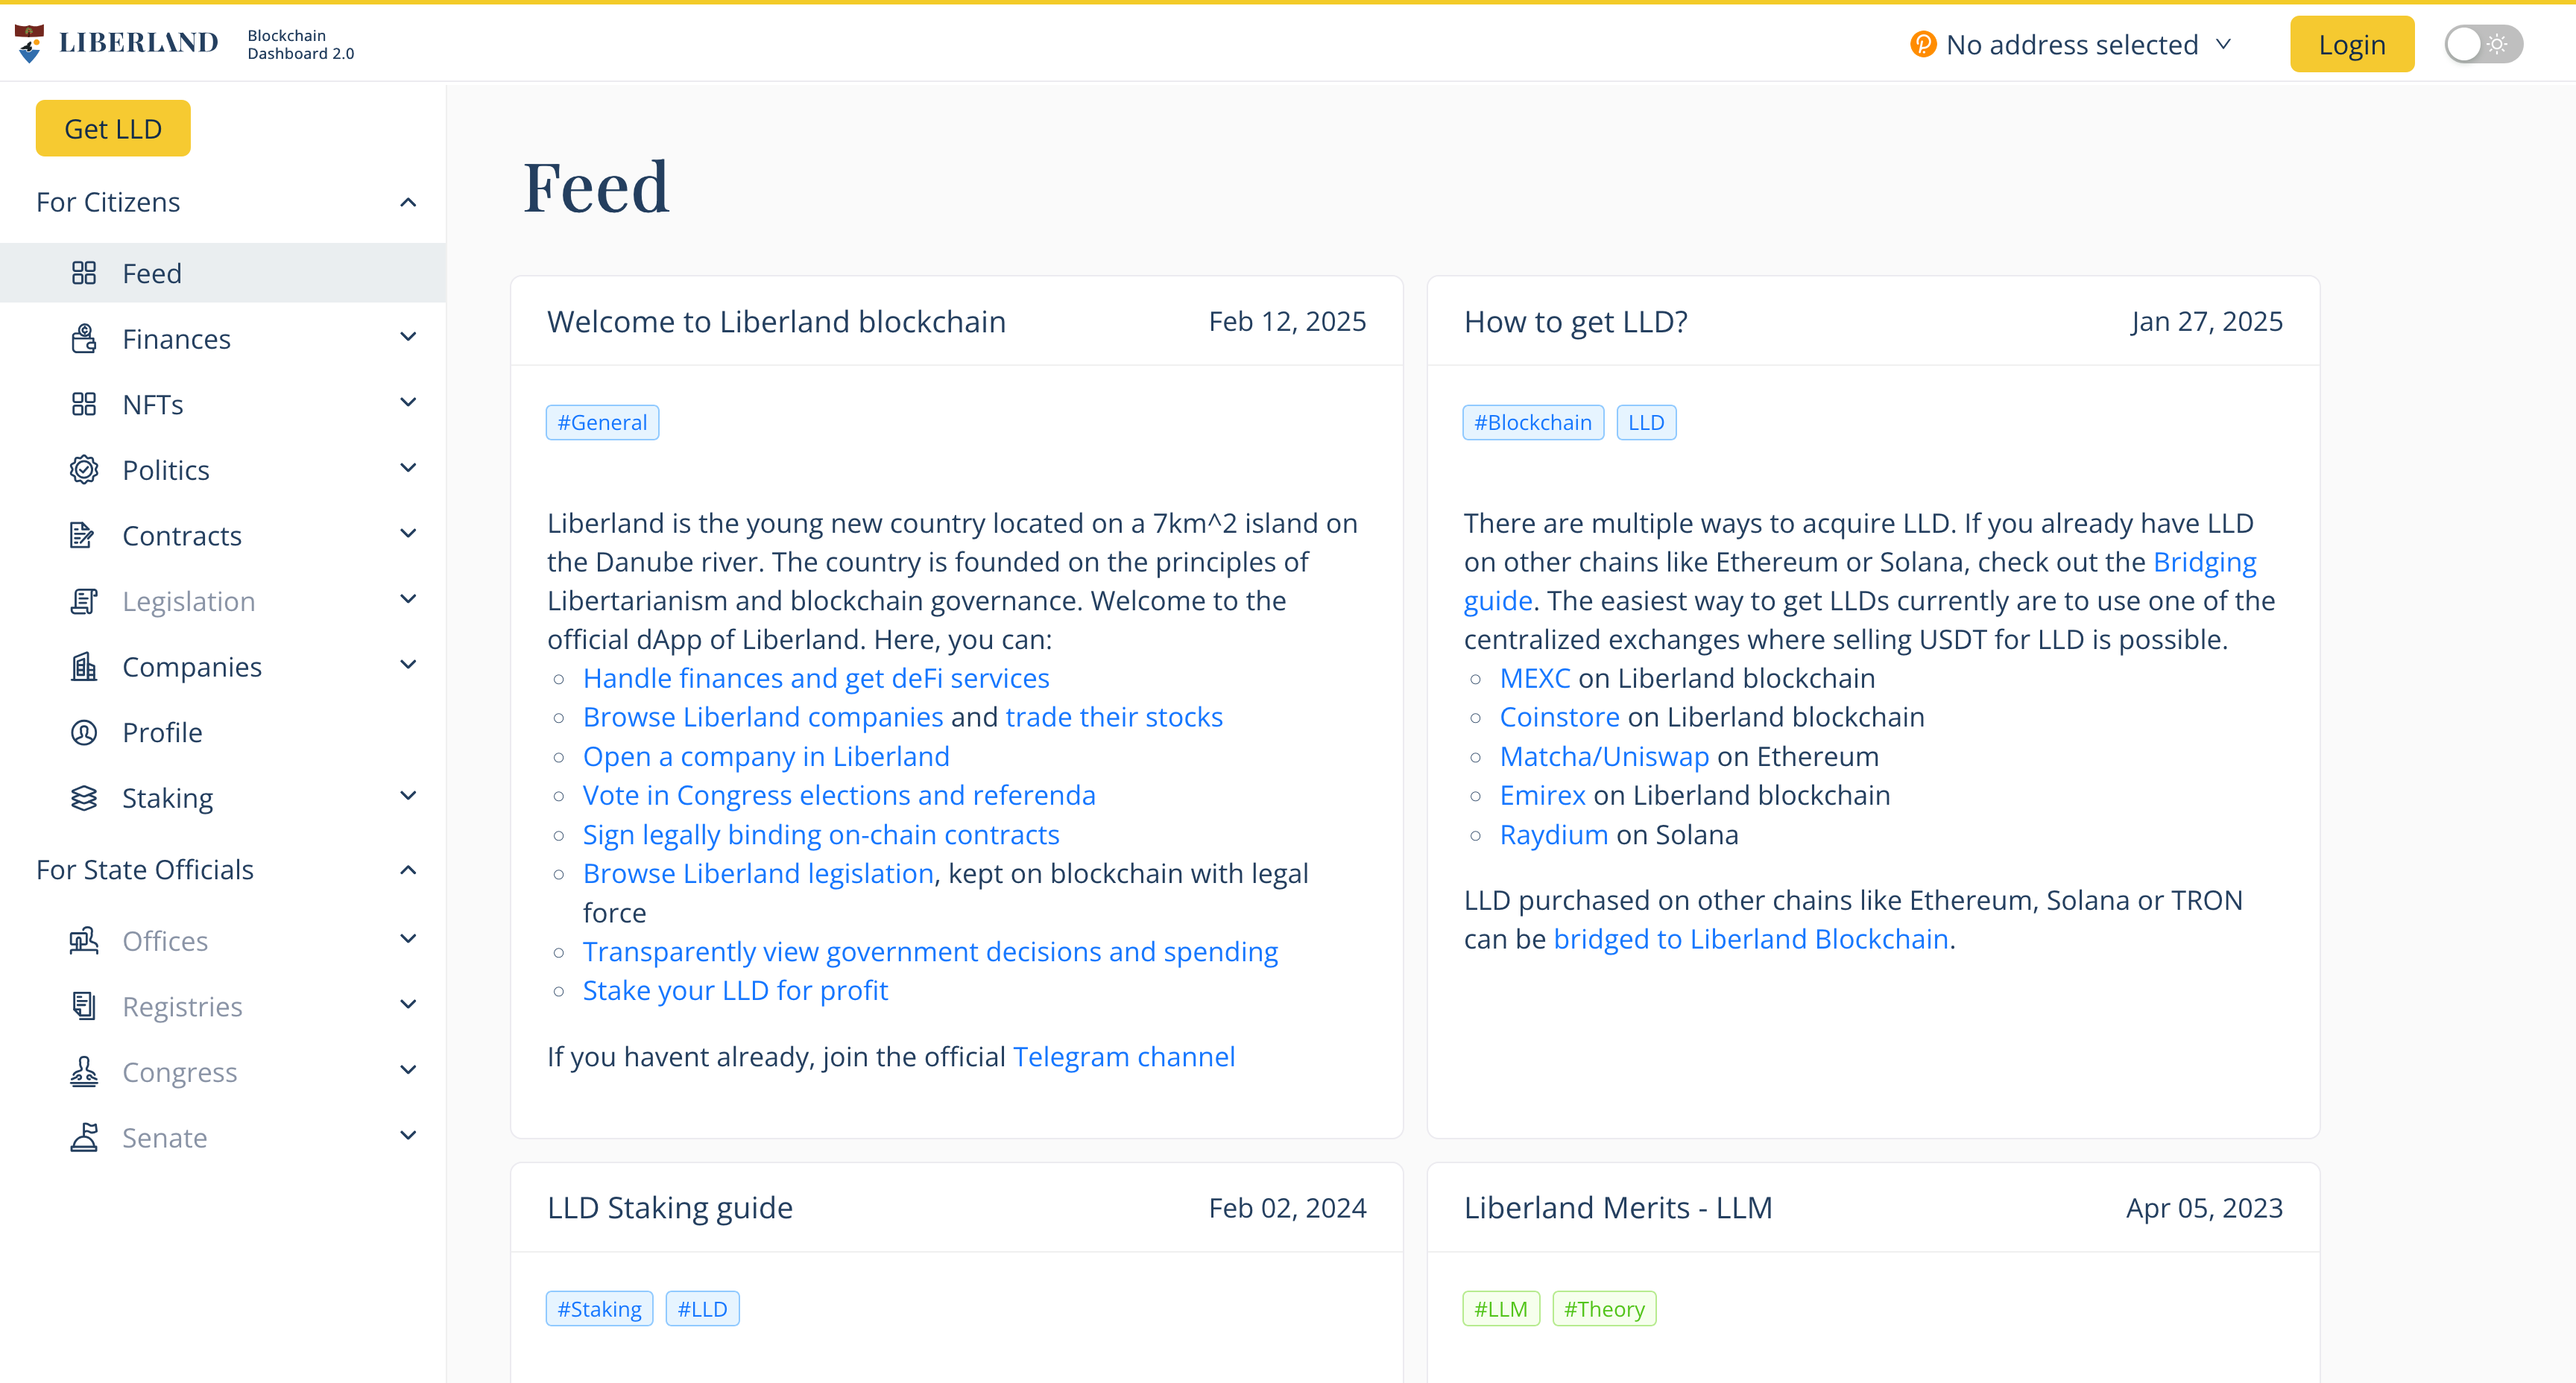 LIBERLAND
Blockchain
Dashboard 2.0
No address selected
Login
Get LLD
For Citizens
Feed
Finances
NFTs
Politics
Contracts
Legislation
Companies
Profile
Staking
For State Officials
Offices
Registries
Congress
Senate
Feed
Welcome to Liberland blockchain
Feb 12, 2025
#General
Liberland is the young new country located on a 7km^2 island on
the Danube river. The country is founded on the principles of
Libertarianism and blockchain governance. Welcome to the
official dApp of Liberland. Here, you can:
Handle finances and get deFi services
Browse Liberland companies and trade their stocks
Open a company in Liberland
Vote in Congress elections and referenda
Sign legally binding on-chain contracts
Browse Liberland legislation, kept on blockchain with legal
force
Transparently view government decisions and spending
Stake your LLD for profit
If you havent already, join the official Telegram channel
How to get LLD?
Jan 27, 2025
#Blockchain
LLD
There are multiple ways to acquire LLD. If you already have LLD
on other chains like Ethereum or Solana, check out the Bridging
guide. The easiest way to get LLDs currently are to use one of the
centralized exchanges where selling USDT for LLD is possible.
MEXC on Liberland blockchain
Coinstore on Liberland blockchain
Matcha/Uniswap on Ethereum
Emirex on Liberland blockchain
Raydium on Solana
LLD purchased on other chains like Ethereum, Solana or TRON
can be bridged to Liberland Blockchain.
LLD Staking guide
Feb 02, 2024
#Staking
#LLD
Liberland Merits - LLM
Apr 05, 2023
#LLM
#Theory